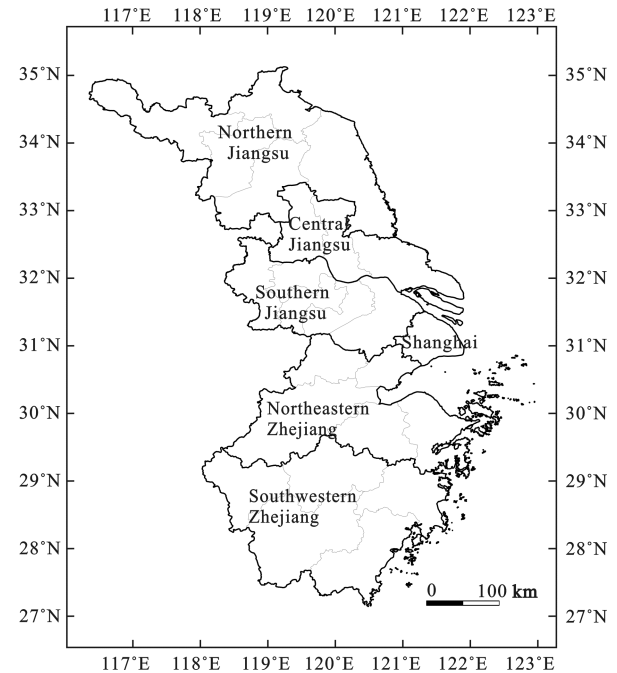 117°E 118°E 119°E 120°E 121°E 122°E 123°E
35°N 35°N
34°N 34°N
Northern
Jiangsu
33°N 33°N
Central
Jiangsu
32°N 32°N
Southern
Jiangsu
31°N 31°N
Shanghai
30°N 30°N
Northeastern
Zhejiang
29°N 29°N
Southwestern
Zhejiang
28°N 28°N
0 100 km
27°N 27°N
117°E 118°E 119°E 120°E 121°E 122°E 123°E